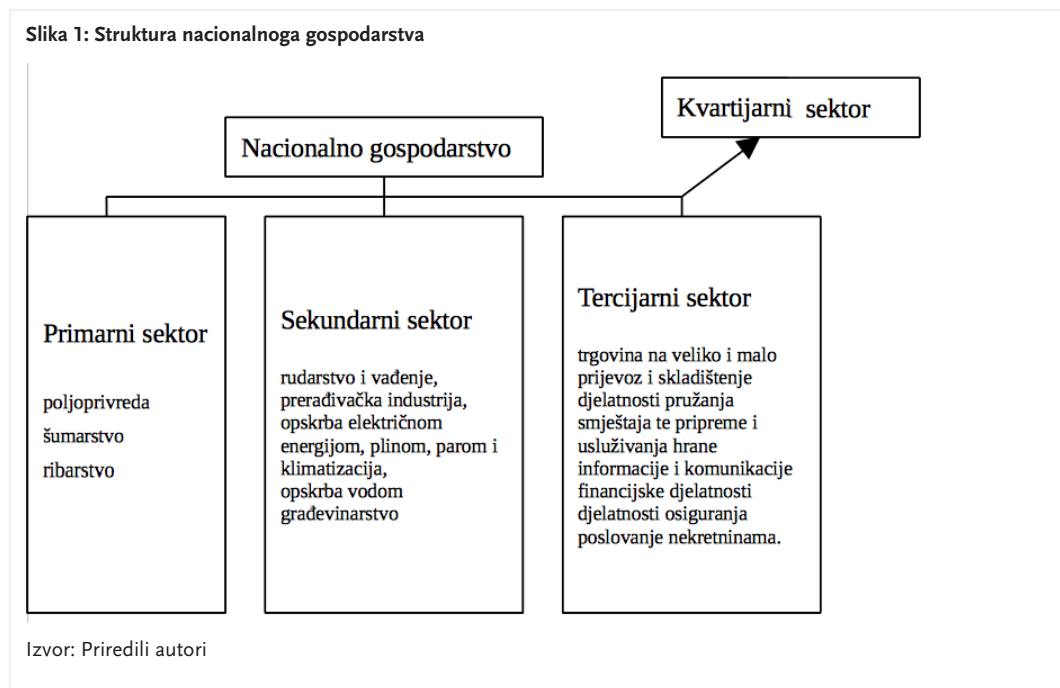 Slika 1: Struktura nacionalnoga gospodarstva
Kvartijarni sektor
Nacionalno gospodarstvo
Primarni sektor
poljoprivreda
šumarstvo
ribarstvo
Sekundarni sektor
rudarstvo i vađenje,
prerađivačka industrija,
opskrba električnom
energijom, plinom, parom i
klimatizacija,
opskrba vodom
građevinarstvo
Tercijarni sektor
trgovina na veliko i malo
prijevoz i skladištenje
djelatnosti pružanja
smještaja te pripreme i
usluživanja hrane
informacije i komunikacije
financijske djelatnosti
djelatnosti osiguranja
poslovanje nekretninama.
Izvor: Priredili autori